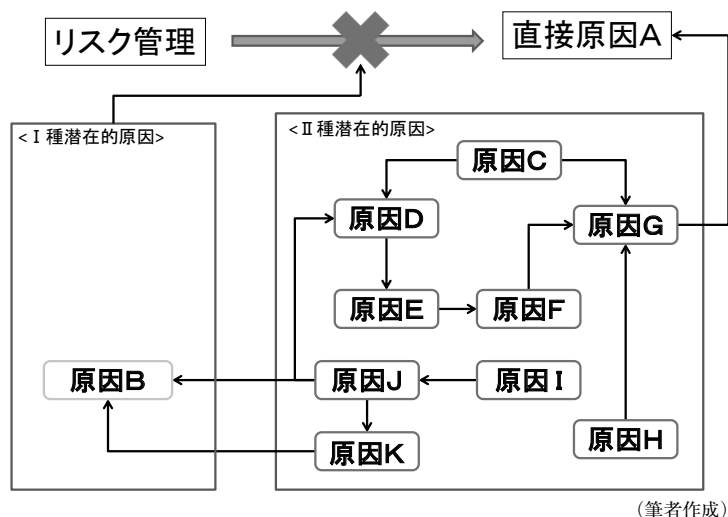 リスク管理
直接原因A
<Ⅰ種潜在的原因>
<Ⅱ種潜在的原因>
原因C
原因D
原因G
原因E
原因F
原因B
原因J
原因Ⅰ
原因K
原因H
(筆者作成)